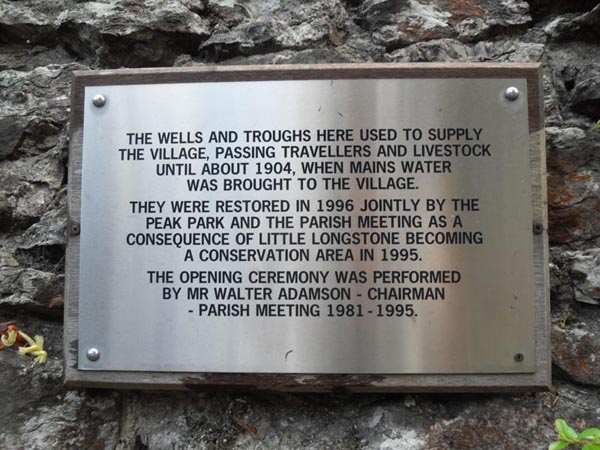 THE WELLS AND TROUGHS HERE USED TO SUPPLY
THE VILLAGE, PASSING TRAVELLERS AND LIVESTOCK
UNTIL ABOUT 1904, WHEN MAINS WATER
WAS BROUGHT TO THE VILLAGE.
THEY WERE RESTORED IN 1996 JOINTLY BY THE
PEAK PARK AND THE PARISH MEETING AS A
CONSEQUENCE OF LITTLE LONGSTONE BECOMING
A CONSERVATION AREA IN 1995.
THE OPENING CEREMONY WAS PERFORMED
BY MR WALTER ADAMSON - CHAIRMAN
- PARISH MEETING 1981-1995.